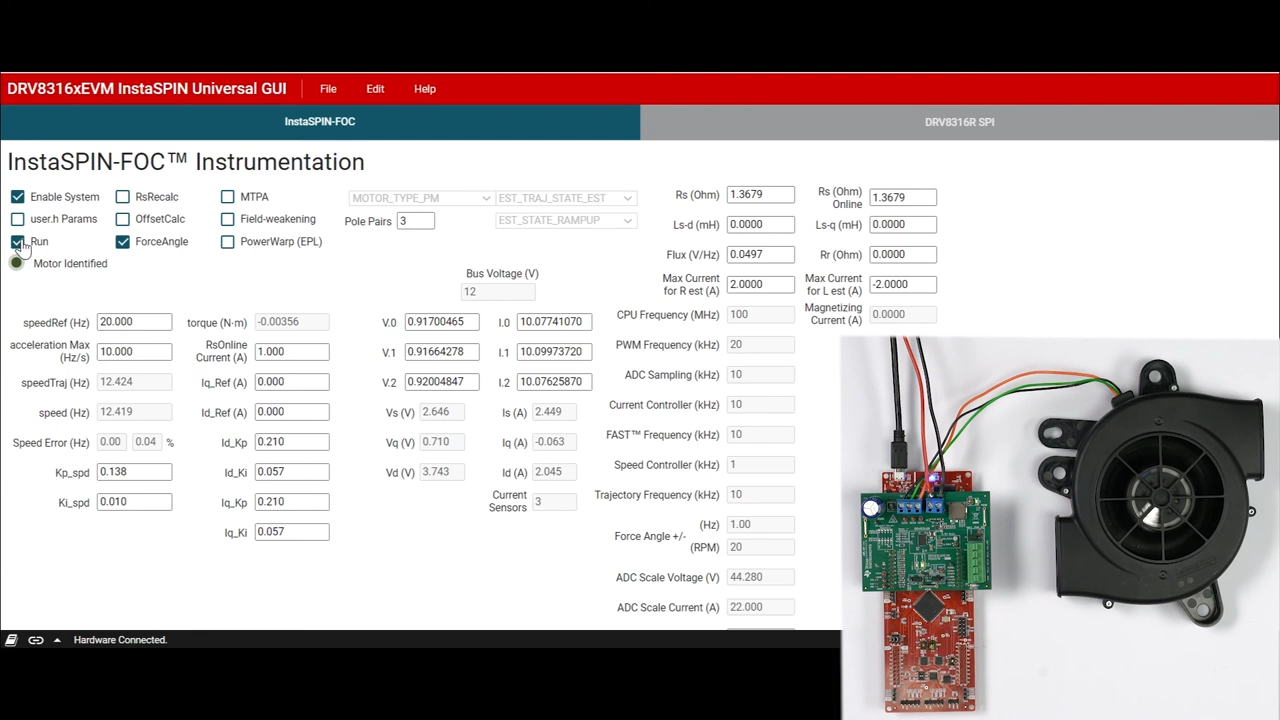 DRV8316xEVM InstaSPIN Universal GUI File Edit Help
InstaSPIN-FOC DRV8316R SPI
InstaSPIN-FOC™ Instrumentation
Enable System RsRecalc MTPA
user.h Params OffsetCalc Field-weakening
Run ForceAngle PowerWarp (EPL)
Motor Identified
MOTOR_TYPE_PM EST_TRAJ_STATE_EST
Pole Pairs 3 EST_STATE_RAMPUP
Bus Voltage (V)
12
speedRef (Hz) 20.000
acceleration Max (Hz/s) 10.000
speedTraj (Hz) 12.424
speed (Hz) 12.419
Speed Error (Hz) 0.00 0.04 %
Kp_spd 0.138
Ki_spd 0.010
torque (N·m) -0.00356
RsOnline Current (A) 1.000
Iq_Ref (A) 0.000
Id_Ref (A) 0.000
Id_Kp 0.210
Id_Ki 0.057
Iq_Kp 0.210
Iq_Ki 0.057
V.0 0.91700465 I.0 10.07741070
V.1 0.91664278 I.1 10.09973720
V.2 0.92004847 I.2 10.07625870
Vs (V) 2.646 Is (A) 2.449
Vq (V) 0.710 Iq (A) -0.063
Vd (V) 3.743 Id (A) 2.045
Current Sensors 3
Rs (Ohm) 1.3679 Rs (Ohm) Online 1.3679
Ls-d (mH) 0.0000 Ls-q (mH) 0.0000
Flux (V/Hz) 0.0497 Rr (Ohm) 0.0000
Max Current for R est (A) 2.0000 Max Current for L est (A) -2.0000
CPU Frequency (MHz) 100 Magnetizing Current (A) 0.0000
PWM Frequency (kHz) 20
ADC Sampling (kHz) 10
Current Controller (kHz) 10
FAST™ Frequency (kHz) 10
Speed Controller (kHz) 1
Trajectory Frequency (kHz) 10
Force Angle +/- (Hz) 1.00
(RPM) 20
ADC Scale Voltage (V) 44.280
ADC Scale Current (A) 22.000
Hardware Connected.